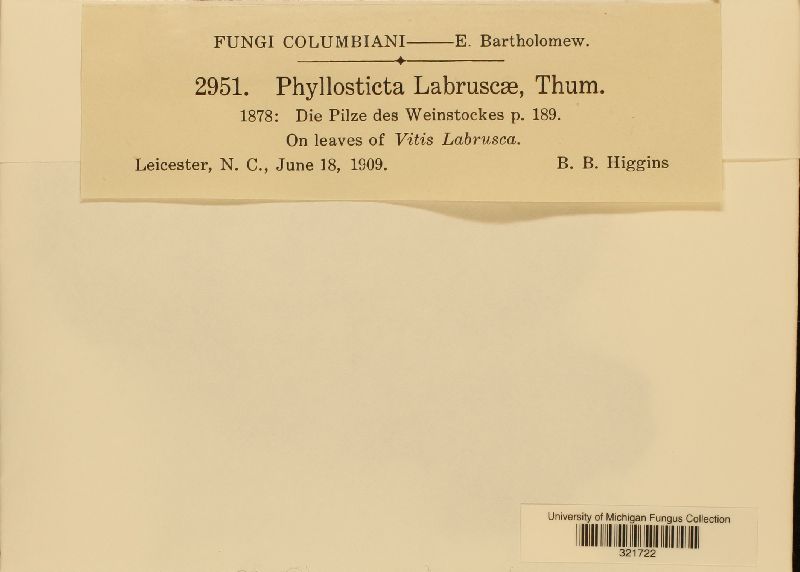 FUNGI COLUMBIANI—E. Bartholomew.
2951. Phyllosticta Labruscæ, Thum.
1878: Die Pilze des Weinstockes p. 189.
On leaves of Vitis Labrusca.
Leicester, N. C., June 18, 1909. B. B. Higgins
University of Michigan Fungus Collection
321722